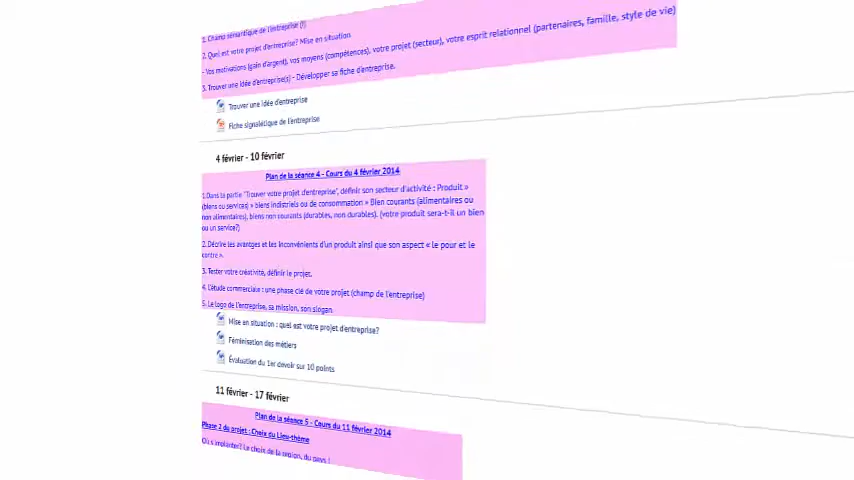 1. Champ sémantique de l'entreprise (!)
2. Quel est votre projet d'entreprise? Mise en situation.
- Vos motivations (gain d'argent), vos moyens (compétences), votre projet (secteur), votre esprit relationnel (partenaires, famille, style de vie)
3. Trouver une idée d'entreprise(s) - Développer sa fiche d'entreprise.
Trouver une idée d'entreprise
Fiche signalétique de l'entreprise
4 février - 10 février
Plan de la séance 4 - Cours du 4 février 2014
1.Dans la partie "Trouver votre projet d'entreprise", définir son secteur d'activité : Produit »
(biens ou services) » biens industriels ou de consommation » Bien courants (alimentaires ou
non alimentaires), biens non courants (durables, non durables). (votre produit sera-t-il un bien
ou un service?)
2. Décrire les avantges et les inconvénients d'un produit ainsi que son aspect « le pour et le
contre ».
3. Tester votre créativité, définir le projet.
4. L'étude commerciale : une phase clé de votre projet (champ de l'entreprise)
5. Le logo de l'entreprise, sa mission, son slogan
Mise en situation : quel est votre projet d'entreprise?
Féminisation des métiers
Évaluation du 1er devoir sur 10 points
11 février - 17 février
Plan de la séance 5 - Cours du 11 février 2014
Phase 2 du projet : Choix du Lieu-thème
Où s'implanter? Le choix de la région, du pays !